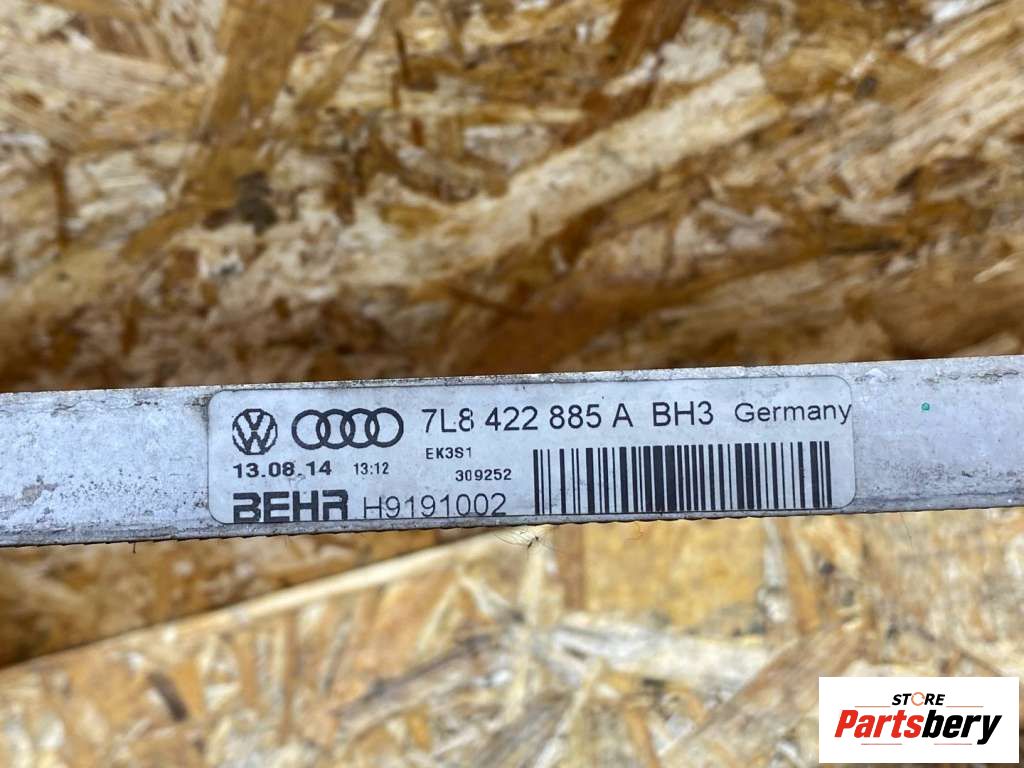 7L8 422 885 A BH3 Germany
EK3S1
13.08.14 13:12
309252
BEHR H9191002
STORE
Partsbery